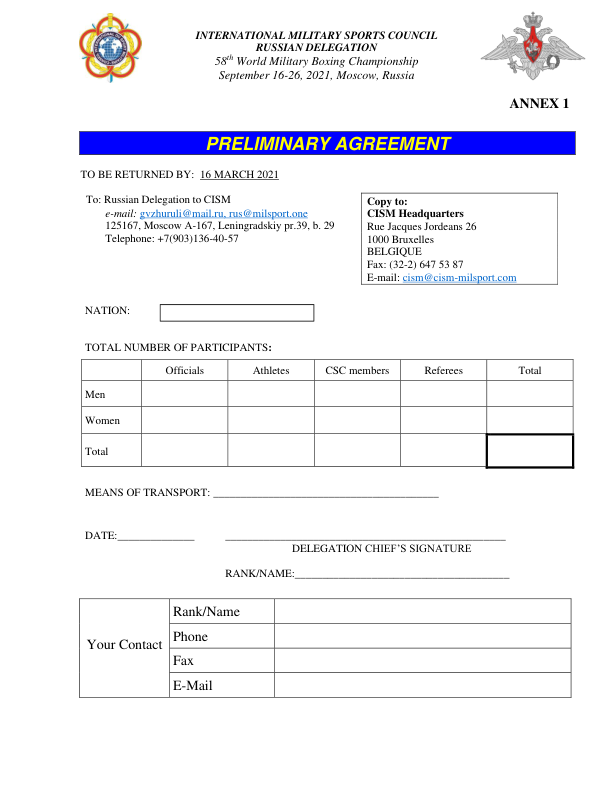 INTERNATIONAL MILITARY SPORTS COUNCIL
RUSSIAN DELEGATION
58th World Military Boxing Championship
September 16-26, 2021, Moscow, Russia
ANNEX 1
PRELIMINARY AGREEMENT
TO BE RETURNED BY: 16 MARCH 2021
To: Russian Delegation to CISM
e-mail: gvzhuruli@mail.ru, rus@milsport.one
125167, Moscow A-167, Leningradskiy pr.39, b. 29
Telephone: +7(903)136-40-57
Copy to:
CISM Headquarters
Rue Jacques Jordeans 26
1000 Bruxelles
BELGIQUE
Fax: (32-2) 647 53 87
E-mail: cism@cism-milsport.com
NATION:
TOTAL NUMBER OF PARTICIPANTS:
Officials Athletes CSC members Referees Total
Men
Women
Total
MEANS OF TRANSPORT: ________________________________________
DATE:______________ __________________________________________________
DELEGATION CHIEF'S SIGNATURE
RANK/NAME:______________________________________
Your Contact
Rank/Name
Phone
Fax
E-Mail